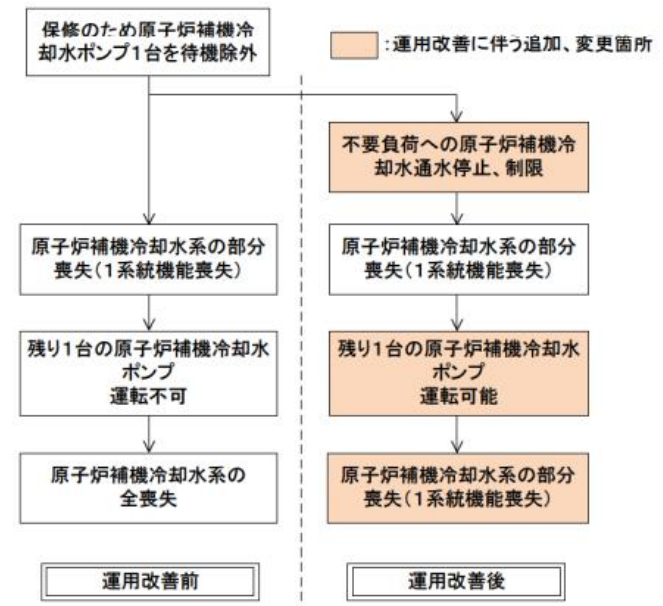 保修のため原子炉補機冷
却水ポンプ1台を待機除外
:運用改善に伴う追加、変更箇所
不要負荷への原子炉補機冷
却水通水停止、制限
原子炉補機冷却水系の部分
喪失(1系統機能喪失)
原子炉補機冷却水系の部分
喪失(1系統機能喪失)
残り1台の原子炉補機冷却水
ポンプ
運転不可
残り1台の原子炉補機冷却水
ポンプ
運転可能
原子炉補機冷却水系の
全喪失
原子炉補機冷却水系の部分
喪失(1系統機能喪失)
運用改善前
運用改善後